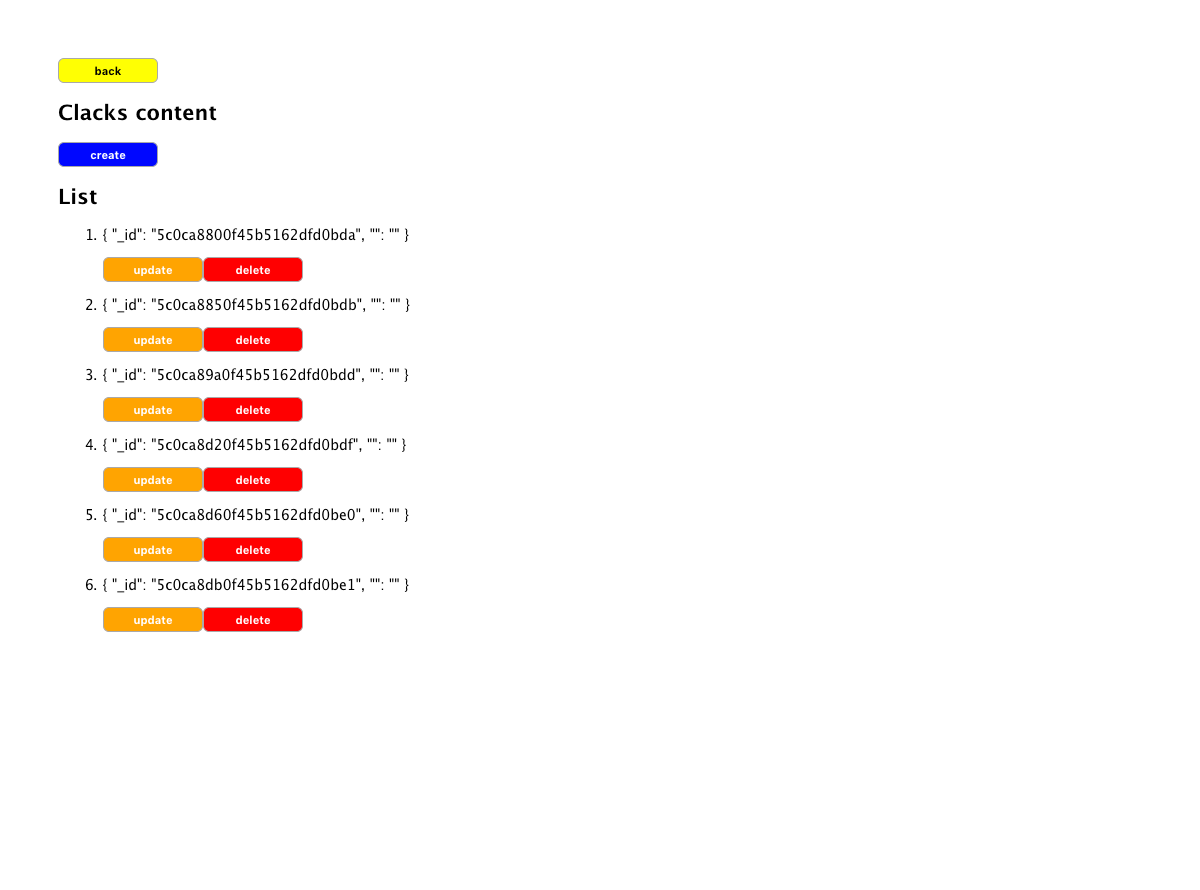 back
Clacks content
create
List
1. { "_id": "5c0ca8800f45b5162dfd0bda", "": "" }
update delete
2. { "_id": "5c0ca8850f45b5162dfd0bdb", "": "" }
update delete
3. { "_id": "5c0ca89a0f45b5162dfd0bdd", "": "" }
update delete
4. { "_id": "5c0ca8d20f45b5162dfd0bdf", "": "" }
update delete
5. { "_id": "5c0ca8d60f45b5162dfd0be0", "": "" }
update delete
6. { "_id": "5c0ca8db0f45b5162dfd0be1", "": "" }
update delete